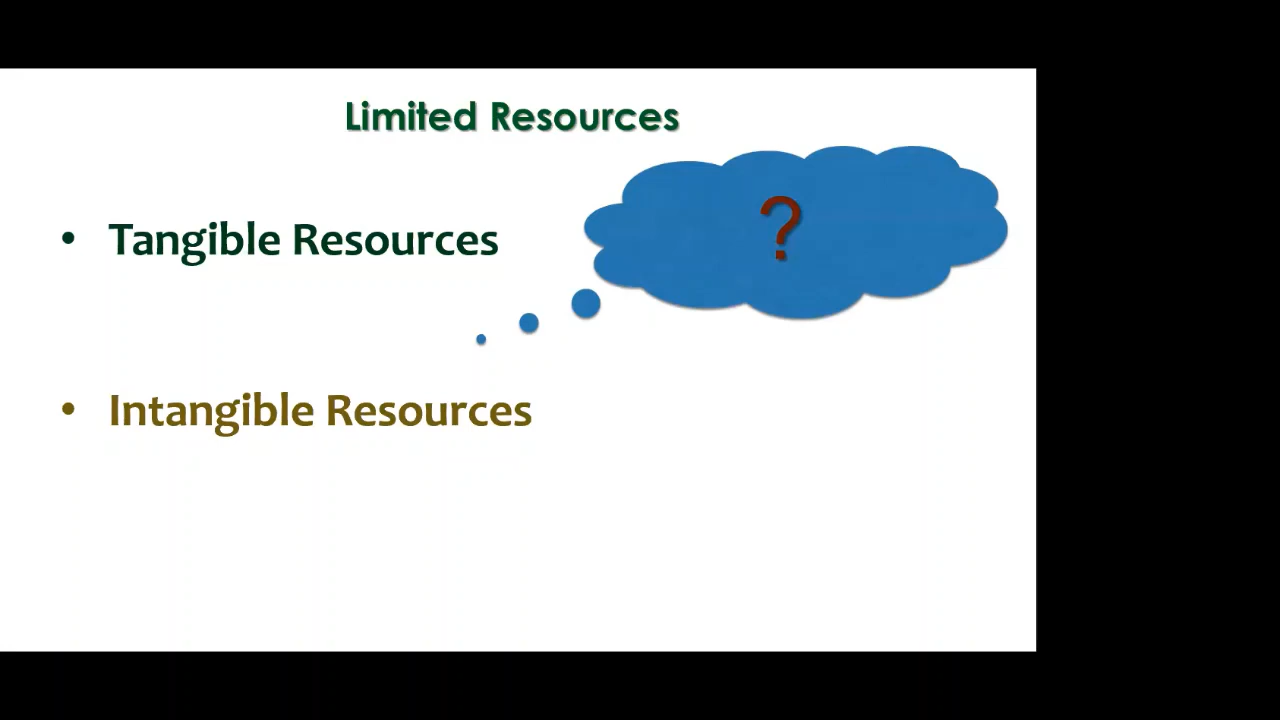 Limited Resources
• Tangible Resources
?
• Intangible Resources